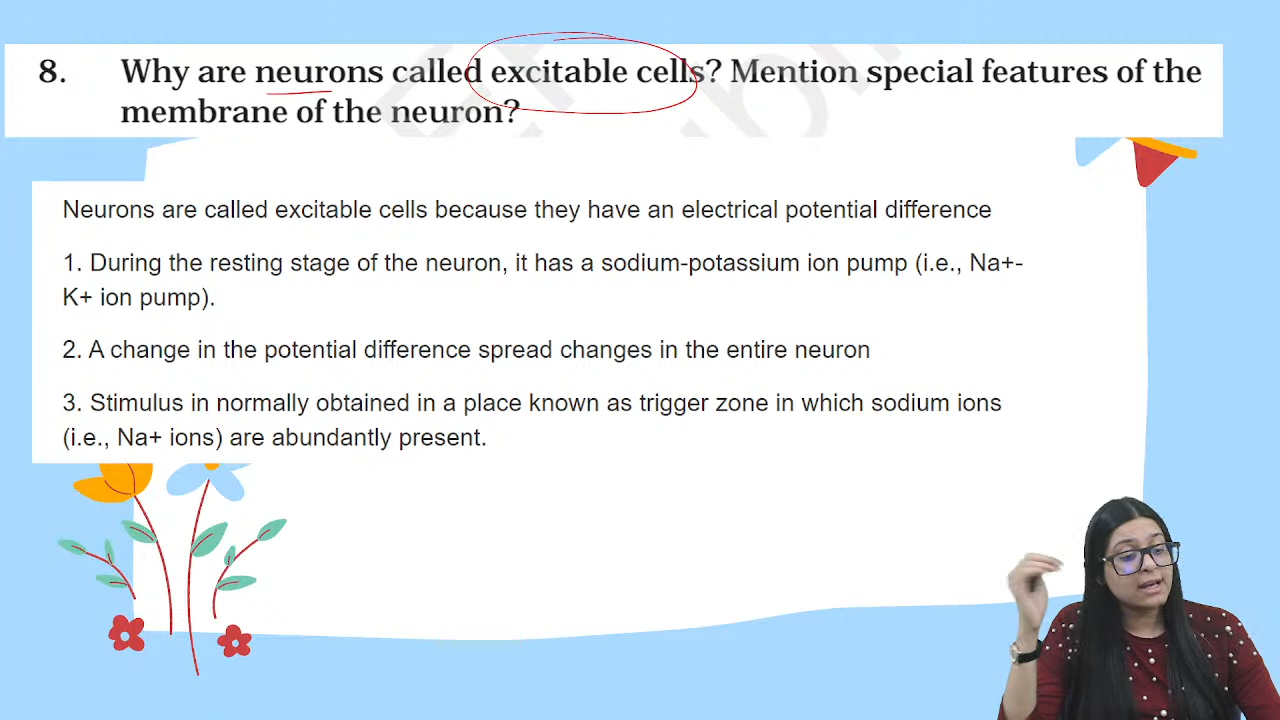 8. Why are neurons called excitable cells? Mention special features of the
membrane of the neuron?
Neurons are called excitable cells because they have an electrical potential difference
1. During the resting stage of the neuron, it has a sodium-potassium ion pump (i.e., Na+-
K+ ion pump).
2. A change in the potential difference spread changes in the entire neuron
3. Stimulus in normally obtained in a place known as trigger zone in which sodium ions
(i.e., Na+ ions) are abundantly present.